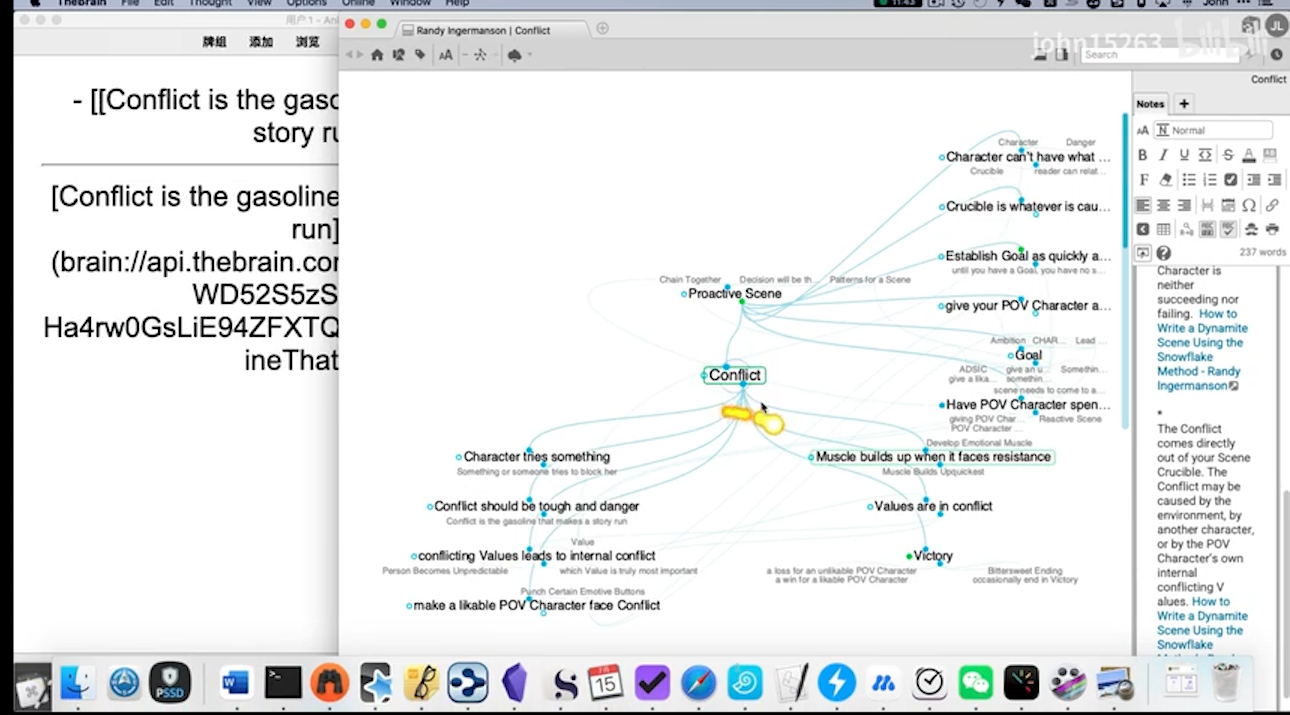 TheBrain File Edit Thought View Options Online Window Help
John
用户1 - An
牌组 添加 浏览
- [[Conflict is the gaso
story ru
[Conflict is the gasoline
run]
(brain://api.thebrain.co
WD52S5zS
Ha4rw0GsLiE94ZFXTQ
ineThat
Randy Ingermanson | Conflict
JL
john15263 bilibili
AA
Search
Character Danger
Character can't have what ...
Crucible reader can relat...
Crucible is whatever is cau...
Establish Goal as quickly a...
until you have a Goal, you have no s...
Chain Together Decision will be th... Patterns for a Scene
Proactive Scene
give your POV Character a...
Ambition CHAR... Lead ...
Goal
ADSIC give an u... Somethin...
give a lika... somethin...
scene needs to come to a...
Conflict
Have POV Character spen...
giving POV Char... Reactive Scene
POV Character ...
Character tries something
Something or someone tries to block her
Develop Emotional Muscle
Muscle builds up when it faces resistance
Muscle Builds Upquickest
Conflict should be tough and danger
Conflict is the gasoline that makes a story run
Values are in conflict
Value
conflicting Values leads to internal conflict
Person Becomes Unpredictable which Value is truly most important
Victory
a loss for an unlikable POV Character Bittersweet Ending
a win for a likable POV Character occasionally end in Victory
Punch Certain Emotive Buttons
make a likable POV Character face Conflict
Conflict
Notes +
AA N Normal
B I U S A
F
237 words
Character is
neither
succeeding nor
failing. How to
Write a Dynamite
Scene Using the
Snowflake
Method - Randy
Ingermanson
*
The Conflict
comes directly
out of your Scene
Crucible. The
Conflict may be
caused by the
environment, by
another character,
or by the POV
Character's own
internal
conflicting V
alues. How to
Write a Dynamite
Scene Using the
Snowflake
PSSD
15